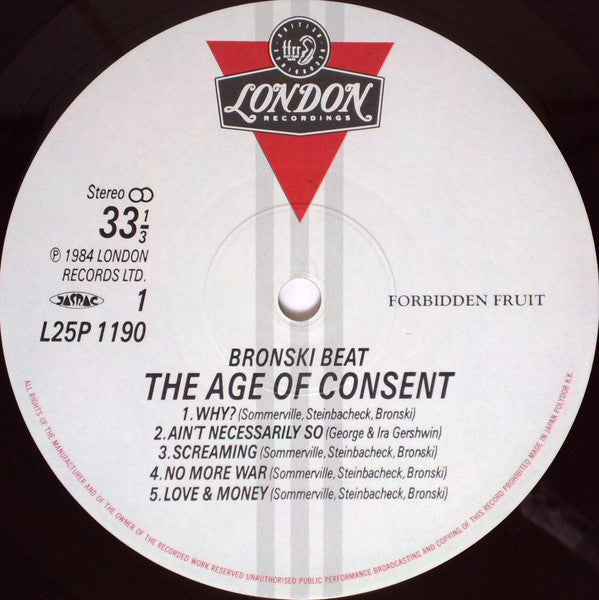 BRITISH RECORDINGS
ffrr
LONDON
RECORDINGS
Stereo
33 1/3
Ⓟ 1984 LONDON
RECORDS LTD.
JASRAC 1
L25P 1190
FORBIDDEN FRUIT
BRONSKI BEAT
THE AGE OF CONSENT
1. WHY? (Sommerville, Steinbacheck, Bronski)
2. AIN'T NECESSARILY SO (George & Ira Gershwin)
3. SCREAMING (Sommerville, Steinbacheck, Bronski)
4. NO MORE WAR (Sommerville, Steinbacheck, Bronski)
5. LOVE & MONEY (Sommerville, Steinbacheck, Bronski)
ALL RIGHTS OF THE MANUFACTURER AND OF THE OWNER OF THE RECORDED WORK RESERVED UNAUTHORISED PUBLIC PERFORMANCE BROADCASTING AND COPYING OF THIS RECORD PROHIBITED MADE IN JAPAN POLYDOR K.K.